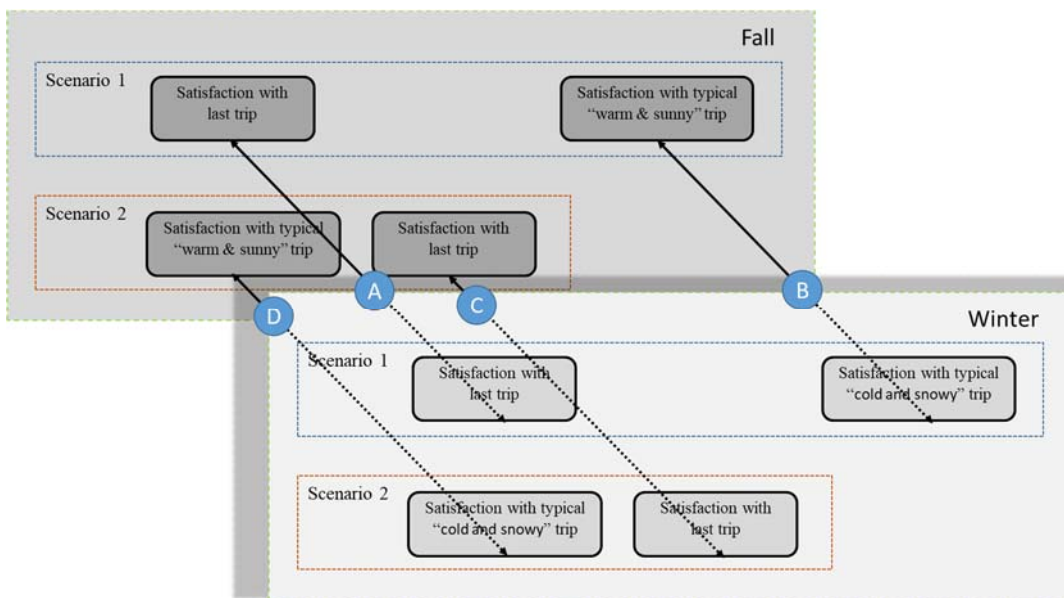 Fall
Scenario 1
Satisfaction with
last trip
Satisfaction with typical
“warm & sunny” trip
Scenario 2
Satisfaction with typical
“warm & sunny” trip
Satisfaction with
last trip
A
B
C
D
Winter
Scenario 1
Satisfaction with
last trip
Satisfaction with typical
“cold and snowy” trip
Scenario 2
Satisfaction with typical
“cold and snowy” trip
Satisfaction with
last trip